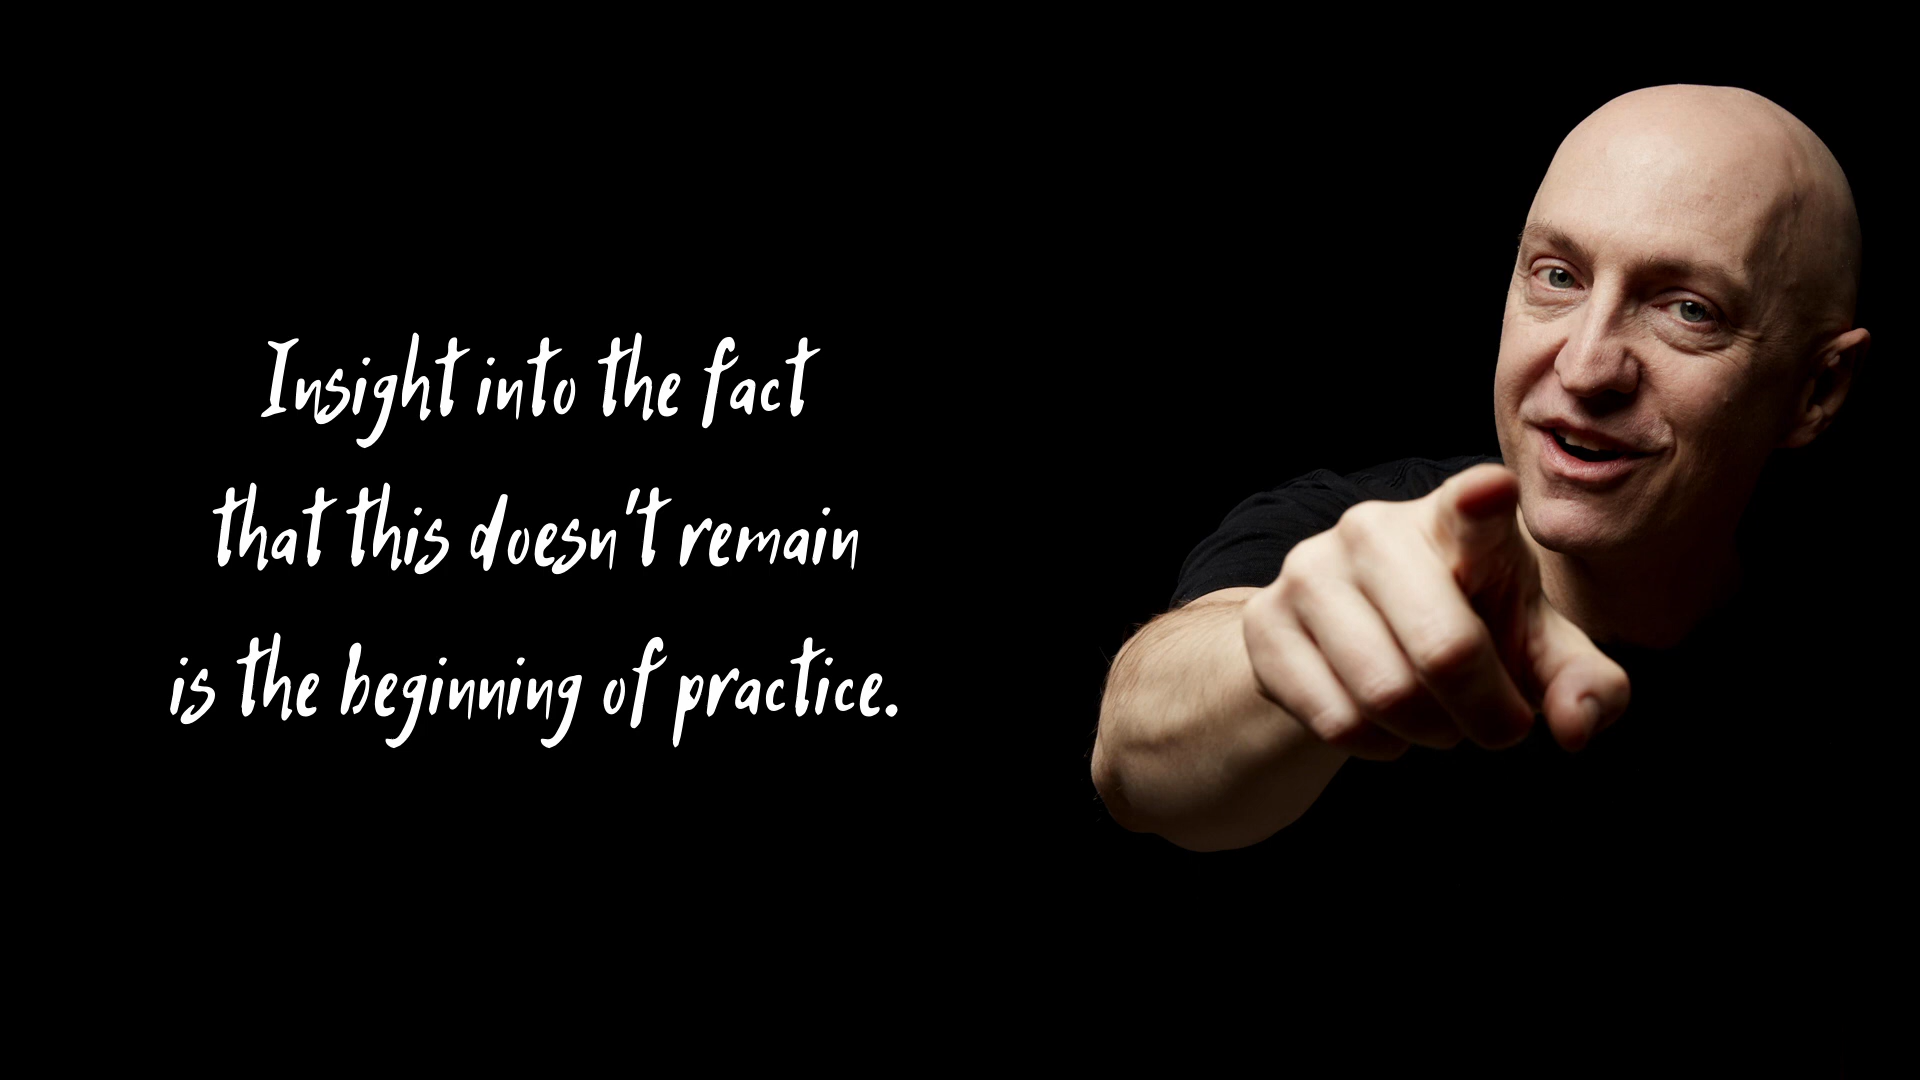 Insight into the fact
that this doesn't remain
is the beginning of practice.